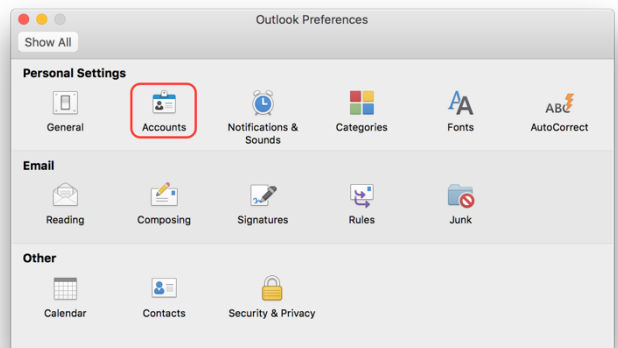 Outlook Preferences
Show All
Personal Settings
General
Accounts
Notifications &
Sounds
Categories
AA
Fonts
ABC
AutoCorrect
Email
Reading
Composing
Signatures
Rules
Junk
Other
Calendar
Contacts
Security & Privacy